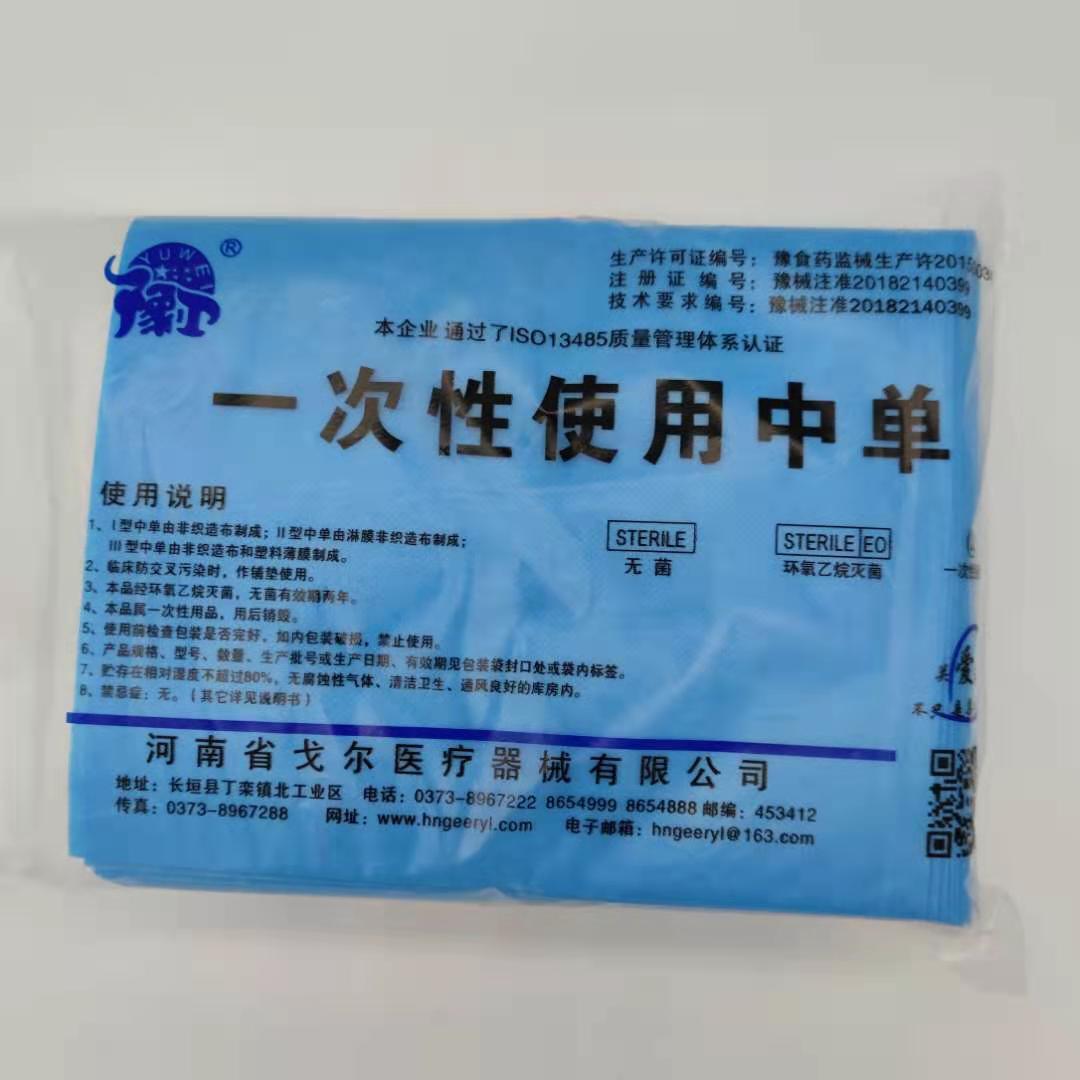 YUWEI
豫卫®
生产许可证编号：豫食药监械生产许2015003
注 册 证 编 号：豫械注准20182140399
技术要求编号：豫械注准20182140399
本企业 通过了ISO13485质量管理体系认证
一次性使用中单
使用说明
1、I型中单由非织造布制成；II型中单由淋膜非织造布制成；
III型中单由非织造布和塑料薄膜制成。
2、临床防交叉污染时，作铺垫使用。
3、本品经环氧乙烷灭菌，无菌有效期两年。
4、本品属一次性用品，用后销毁。
5、使用前检查包装是否完好，如内包装破损，禁止使用。
6、产品规格、型号、数量、生产批号或生产日期、有效期见包装袋封口处或袋内标签。
7、贮存在相对湿度不超过80%，无腐蚀性气体、清洁卫生、通风良好的库房内。
8、禁忌症：无。（其它详见说明书）
STERILE
无菌
STERILE EO
环氧乙烷灭菌
一次性
关爱
河南省戈尔医疗器械有限公司
地址：长垣县丁栾镇北工业区 电话：0373-8967222 8654999 8654888 邮编：453412
传真：0373-8967288 网址：www.hngeeryl.com 电子邮箱：hngeeryl@163.com